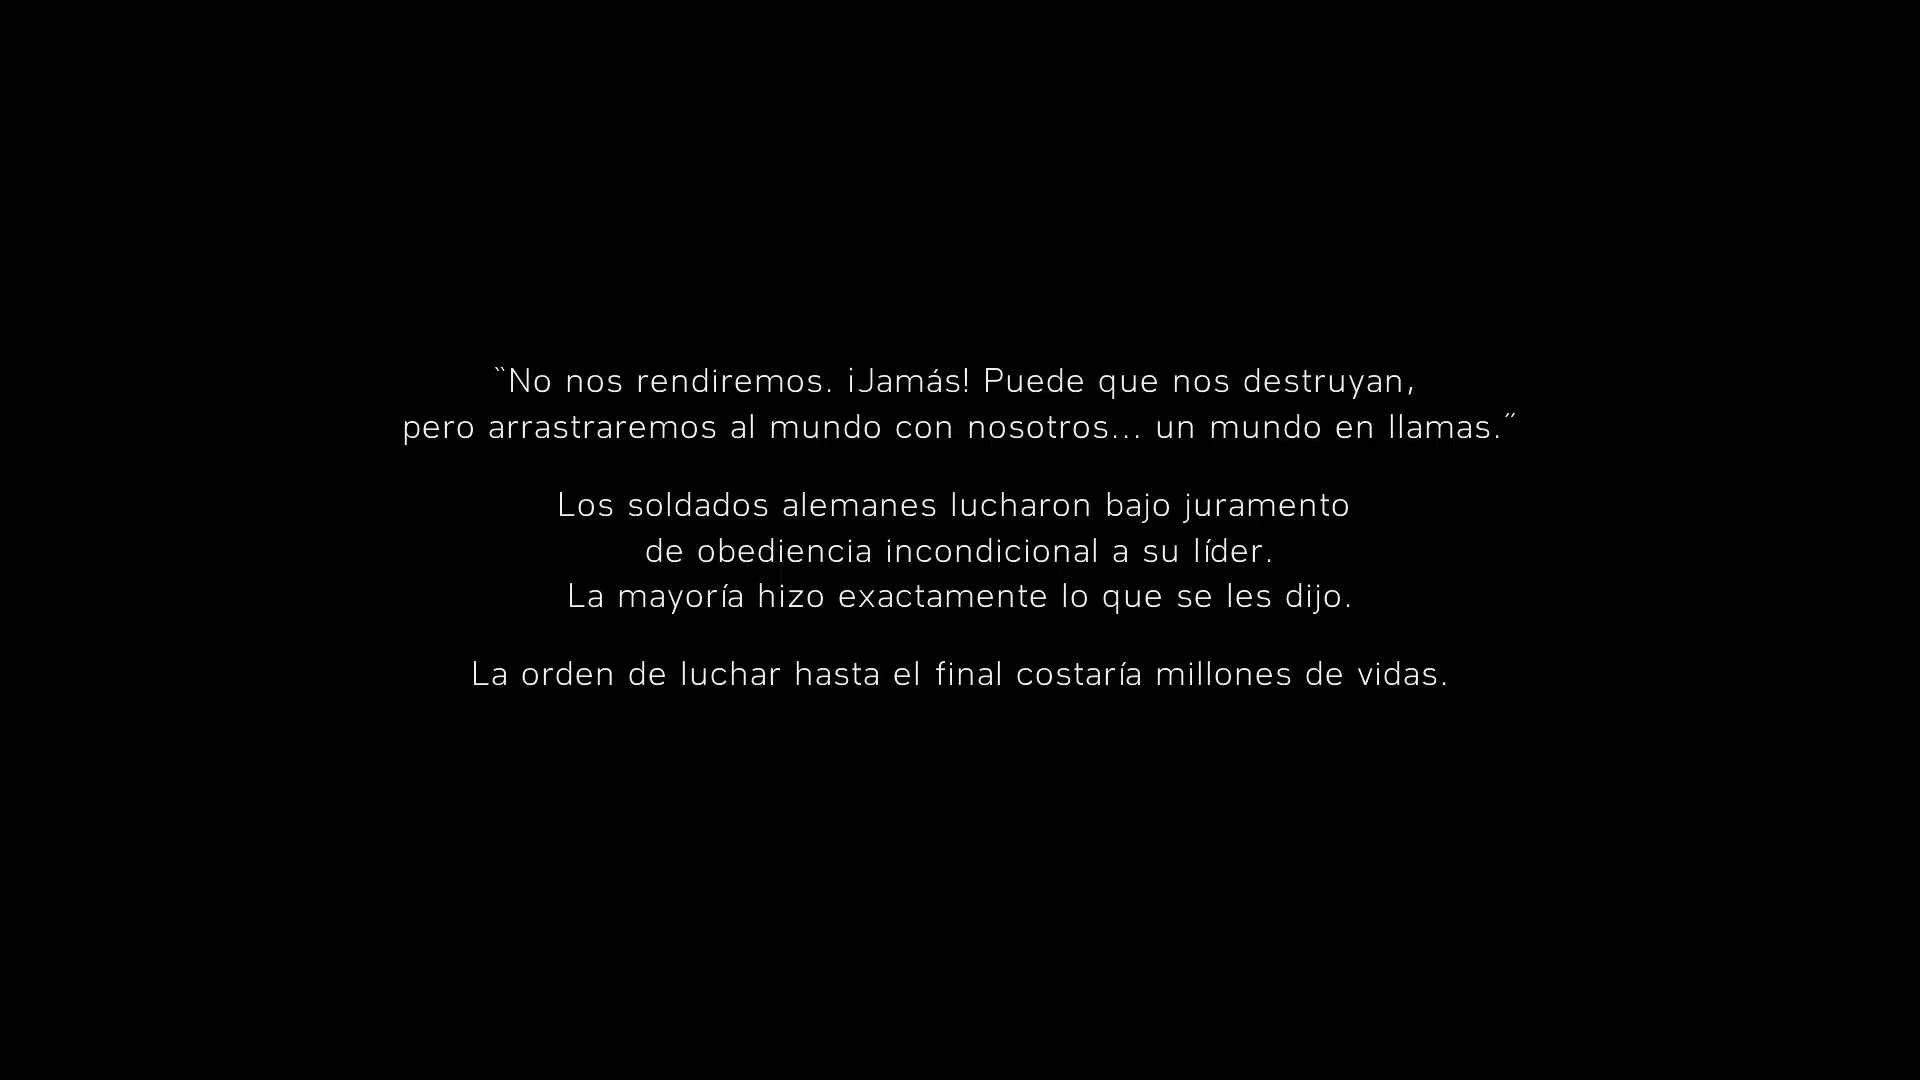 “No nos rendiremos. ¡Jamás! Puede que nos destruyan,
pero arrastraremos al mundo con nosotros... un mundo en llamas.”
Los soldados alemanes lucharon bajo juramento
de obediencia incondicional a su líder.
La mayoría hizo exactamente lo que se les dijo.
La orden de luchar hasta el final costaría millones de vidas.